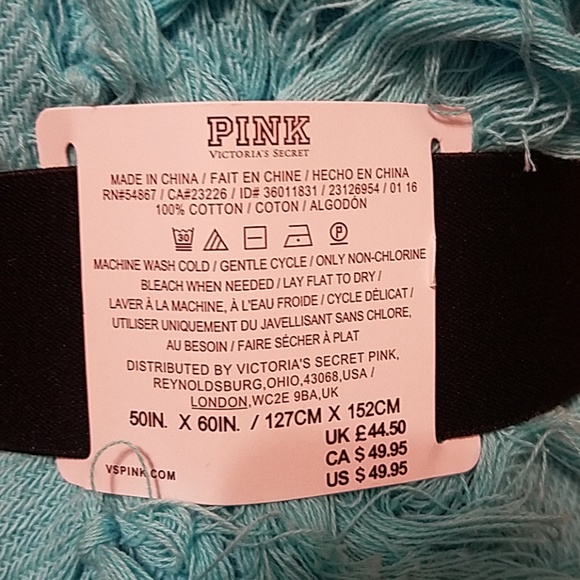 PINK
VICTORIA'S SECRET
MADE IN CHINA / FAIT EN CHINE / HECHO EN CHINA
RN#54867 / CA#23226 / ID# 36011831 / 23126954 / 01 16
100% COTTON / COTON / ALGODÓN
30 P
MACHINE WASH COLD / GENTLE CYCLE / ONLY NON-CHLORINE
BLEACH WHEN NEEDED / LAY FLAT TO DRY /
LAVER À LA MACHINE, À L'EAU FROIDE / CYCLE DÉLICAT /
UTILISER UNIQUEMENT DU JAVELLISANT SANS CHLORE,
AU BESOIN / FAIRE SÉCHER À PLAT
DISTRIBUTED BY VICTORIA'S SECRET PINK,
REYNOLDSBURG,OHIO,43068,USA /
LONDON,WC2E 9BA,UK
50IN. X 60IN. / 127CM X 152CM
UK £44.50
CA $49.95
US $49.95
VSPINK.COM